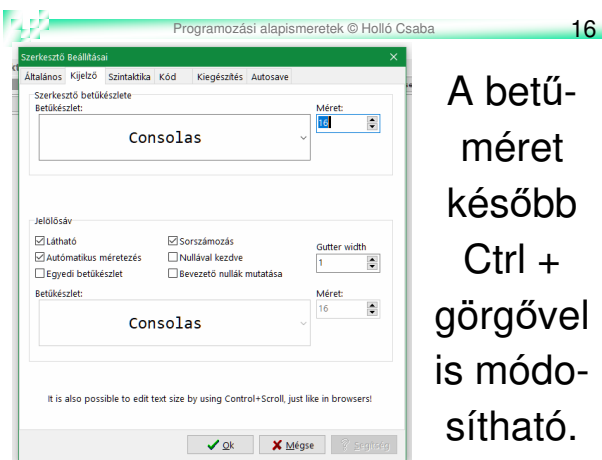 Programozási alapismeretek © Holló Csaba 16
Szerkesztő Beállításai
Általános Kijelző Szintaktika Kód Kiegészítés Autosave
Szerkesztő betűkészlete
Betűkészlet: Méret:
Consolas 16
Jelölősáv
Látható Sorszámozás Gutter width
Autómatikus méretezés Nullával kezdve 1
Egyedi betűkészlet Bevezető nullák mutatása
Betűkészlet: Méret:
Consolas 16
It is also possible to edit text size by using Control+Scroll, just like in browsers!
Ok Mégse Segítség
A betű-
méret
később
Ctrl +
görgővel
is módo-
sítható.